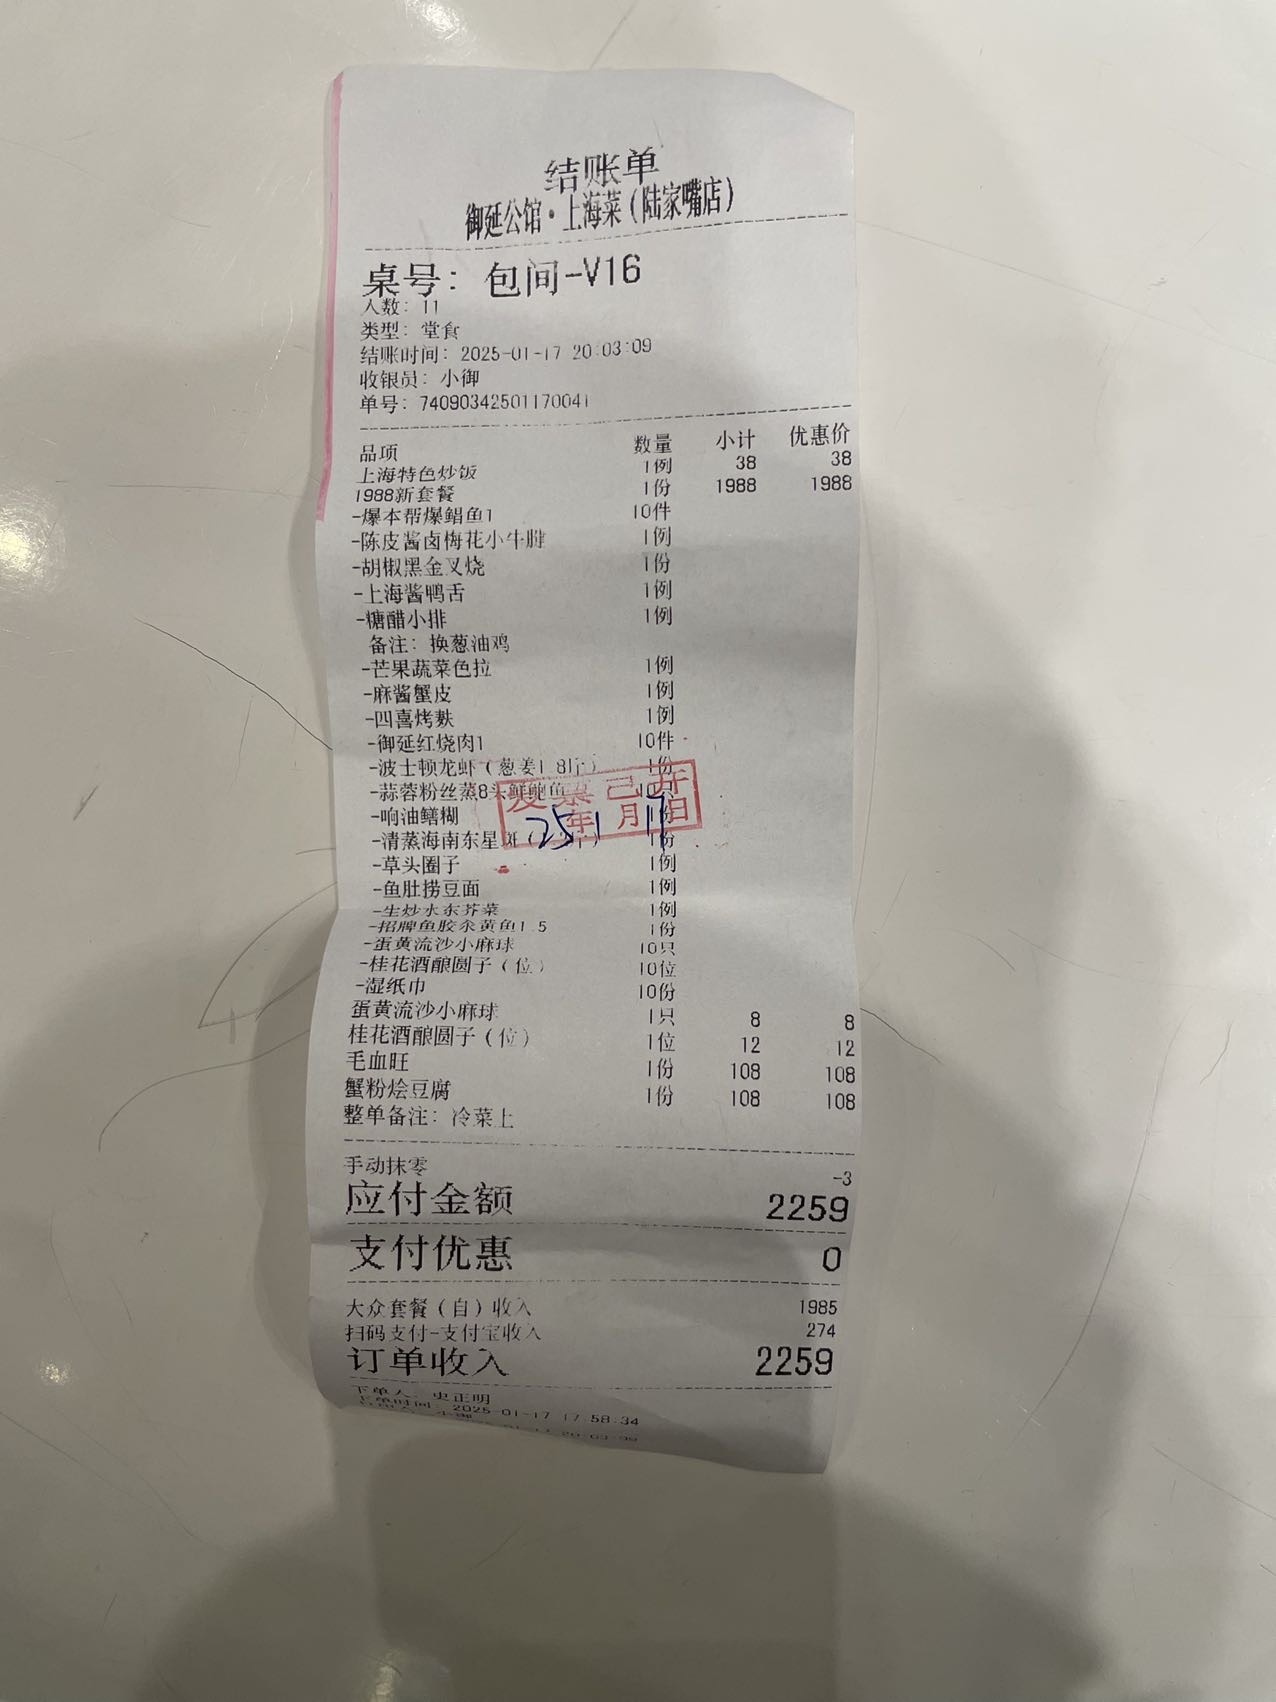 结账单
御延公馆·上海菜(陆家嘴店)
桌号: 包间-V16
人数: 11
类型: 堂食
结账时间: 2025-01-17 20:03:09
收银员: 小御
单号: 74090342501170041
品项 数量 小计 优惠价
上海特色炒饭 1例 38 38
1988新套餐 1份 1988 1988
-爆本帮爆鲳鱼1 10件
-陈皮酱卤梅花小牛腱 1例
-胡椒黑金叉烧 1份
-上海酱鸭舌 1例
-糖醋小排 1例
备注: 换葱油鸡
-芒果蔬菜色拉 1例
-麻酱蟹皮 1例
-四喜烤麸 1例
-御延红烧肉1 10件
-波士顿龙虾(葱姜1.8斤) 1份
-蒜蓉粉丝蒸8头鲜鲍鱼 10只
发票已开
25年1月17日
-响油鳝糊 1份
-清蒸海南东星斑 1份
-草头圈子 1例
-鱼肚捞豆面 1例
-生炒水东芥菜 1例
-招牌鱼胶汆黄鱼1.5 1份
-蛋黄流沙小麻球 10只
-桂花酒酿圆子(位) 10位
-湿纸巾 10份
蛋黄流沙小麻球 1只 8 8
桂花酒酿圆子(位) 1位 12 12
毛血旺 1份 108 108
蟹粉烩豆腐 1份 108 108
整单备注: 冷菜上
手动抹零 -3
应付金额 2259
支付优惠 0
大众套餐(自)收入 1985
扫码支付-支付宝收入 274
订单收入 2259
下单人: 史正明
下单时间: 2025-01-17 17:58:34